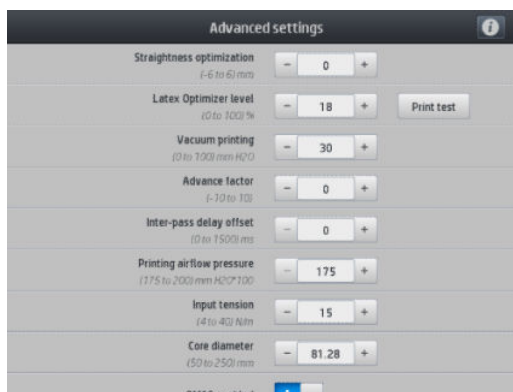 Advanced settings
i
Straightness optimization
(-6 to 6) mm
- 0 +
Latex Optimizer level
(0 to 100) %
- 18 + Print test
Vacuum printing
(0 to 100) mm H2O
- 30 +
Advance factor
(-10 to 10)
- 0 +
Inter-pass delay offset
(0 to 1500) ms
- 0 +
Printing airflow pressure
(175 to 200) mm H2O*100
- 175 +
Input tension
(4 to 40) N/m
- 15 +
Core diameter
(50 to 250) mm
- 81.28 +